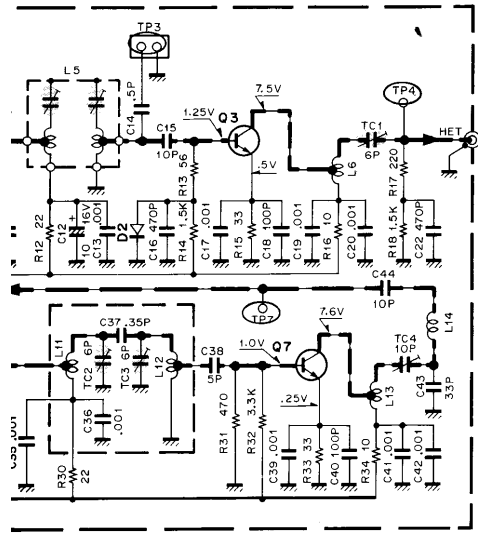 TP3
L5
C14 .5P
7.5V
TP4
1.25V
Q3
C15
10P
TC1
6P
HET
.5V
L6
R13 56
R17 220
R12 22
C12 10 16V
+
C13 .001
D2
C16 470P
R14 1.5K
C17 .001
R15 33
C18 100P
C19 .001
R16 10
C20 .001
R18 1.5K
C22 470P
C44
10P
TP7
7.6V
L14
C37 .35P
L11
TC2 6P
TC3 6P
L12
C38
5P
1.0V
Q7
TC4
10P
L13
C43
33P
.25V
C36
.001
R31 470
R32 3.3K
C39 .001
R33 33
C40 100P
R34 10
C41 .001
C42 .001
R30
22